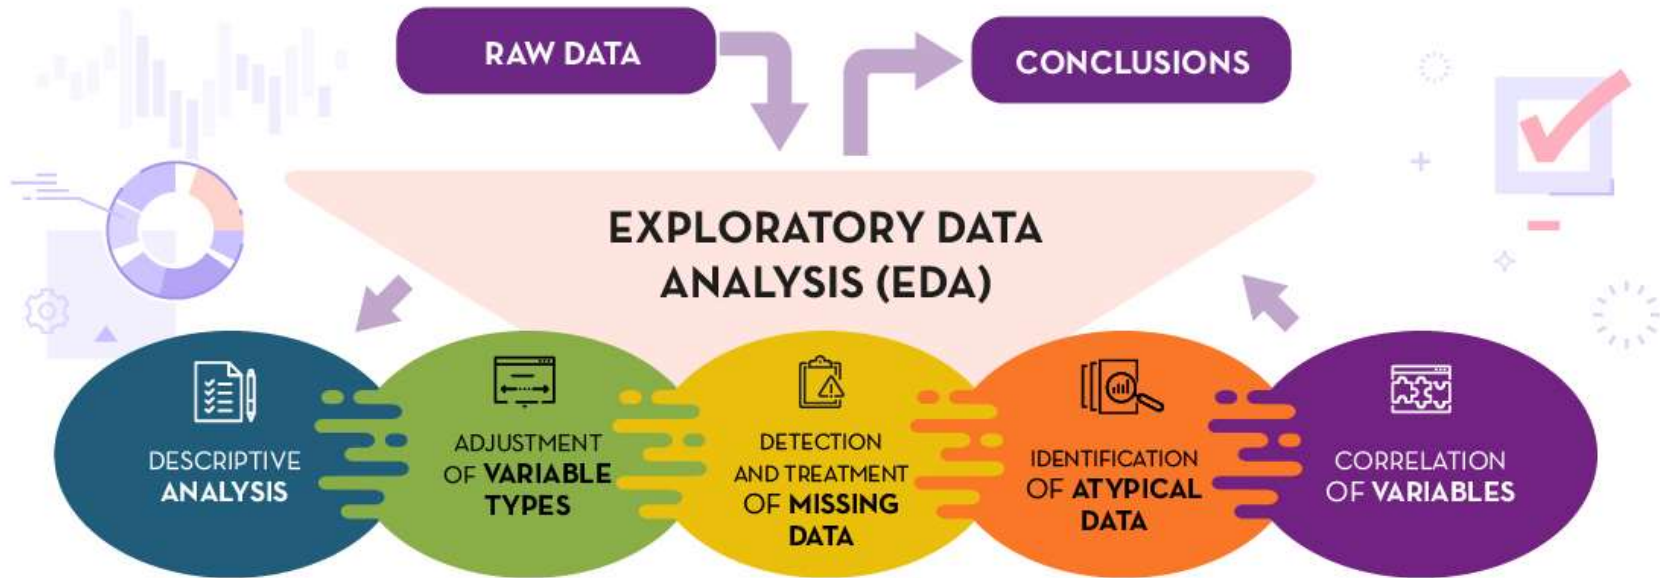 RAW DATA
CONCLUSIONS
EXPLORATORY DATA
ANALYSIS (EDA)
DESCRIPTIVE
ANALYSIS
ADJUSTMENT
OF VARIABLE
TYPES
DETECTION
AND TREATMENT
OF MISSING
DATA
IDENTIFICATION
OF ATYPICAL
DATA
CORRELATION
OF VARIABLES